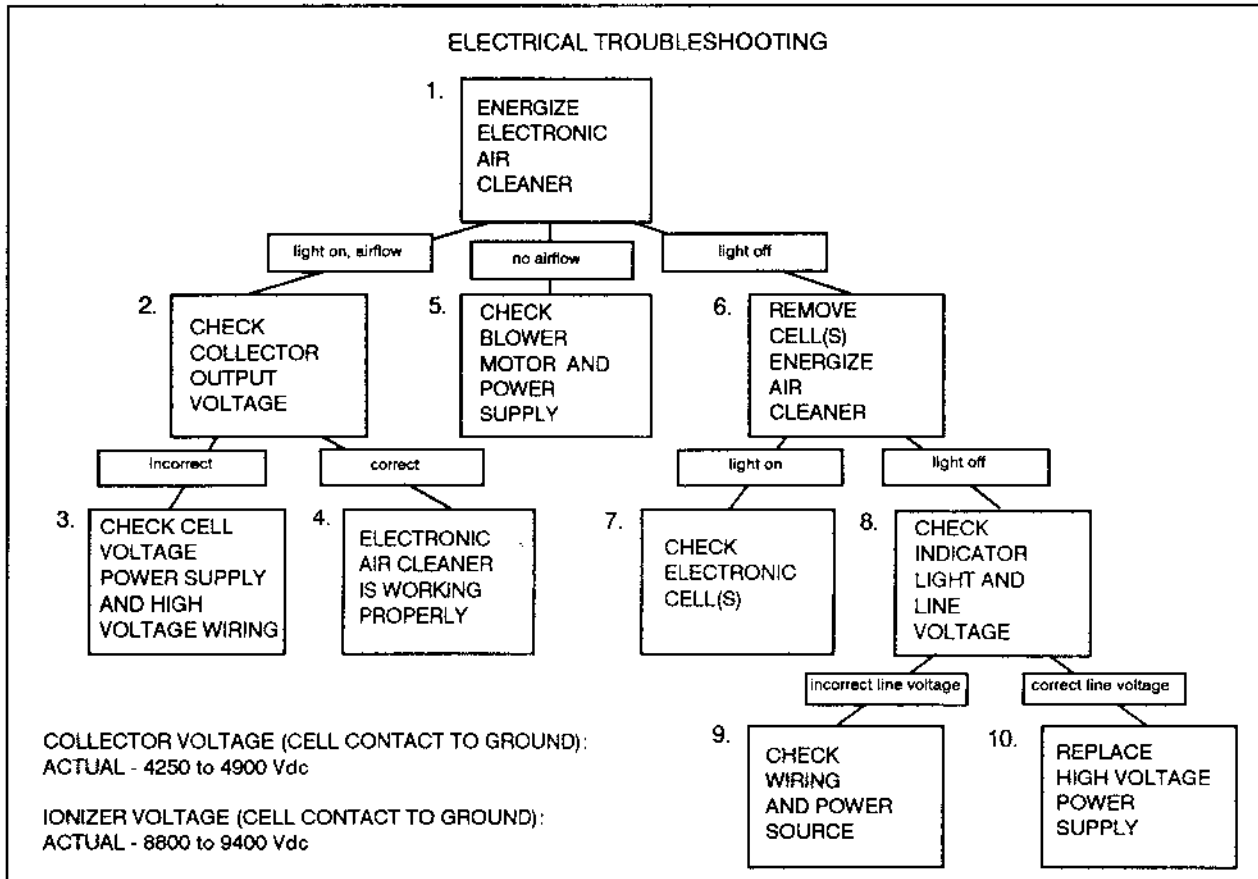 ELECTRICAL TROUBLESHOOTING
1.
ENERGIZE
ELECTRONIC
AIR
CLEANER
light on, airflow
no airflow
light off
2.
CHECK
COLLECTOR
OUTPUT
VOLTAGE
5.
CHECK
BLOWER
MOTOR AND
POWER
SUPPLY
6.
REMOVE
CELL(S)
ENERGIZE
AIR
CLEANER
incorrect
correct
light on
light off
3.
CHECK CELL
VOLTAGE
POWER SUPPLY
AND HIGH
VOLTAGE WIRING
4.
ELECTRONIC
AIR CLEANER
IS WORKING
PROPERLY
7.
CHECK
ELECTRONIC
CELL(S)
8.
CHECK
INDICATOR
LIGHT AND
LINE
VOLTAGE
incorrect line voltage
correct line voltage
9.
CHECK
WIRING
AND POWER
SOURCE
10.
REPLACE
HIGH VOLTAGE
POWER
SUPPLY
COLLECTOR VOLTAGE (CELL CONTACT TO GROUND):
ACTUAL - 4250 to 4900 Vdc
IONIZER VOLTAGE (CELL CONTACT TO GROUND):
ACTUAL - 8800 to 9400 Vdc